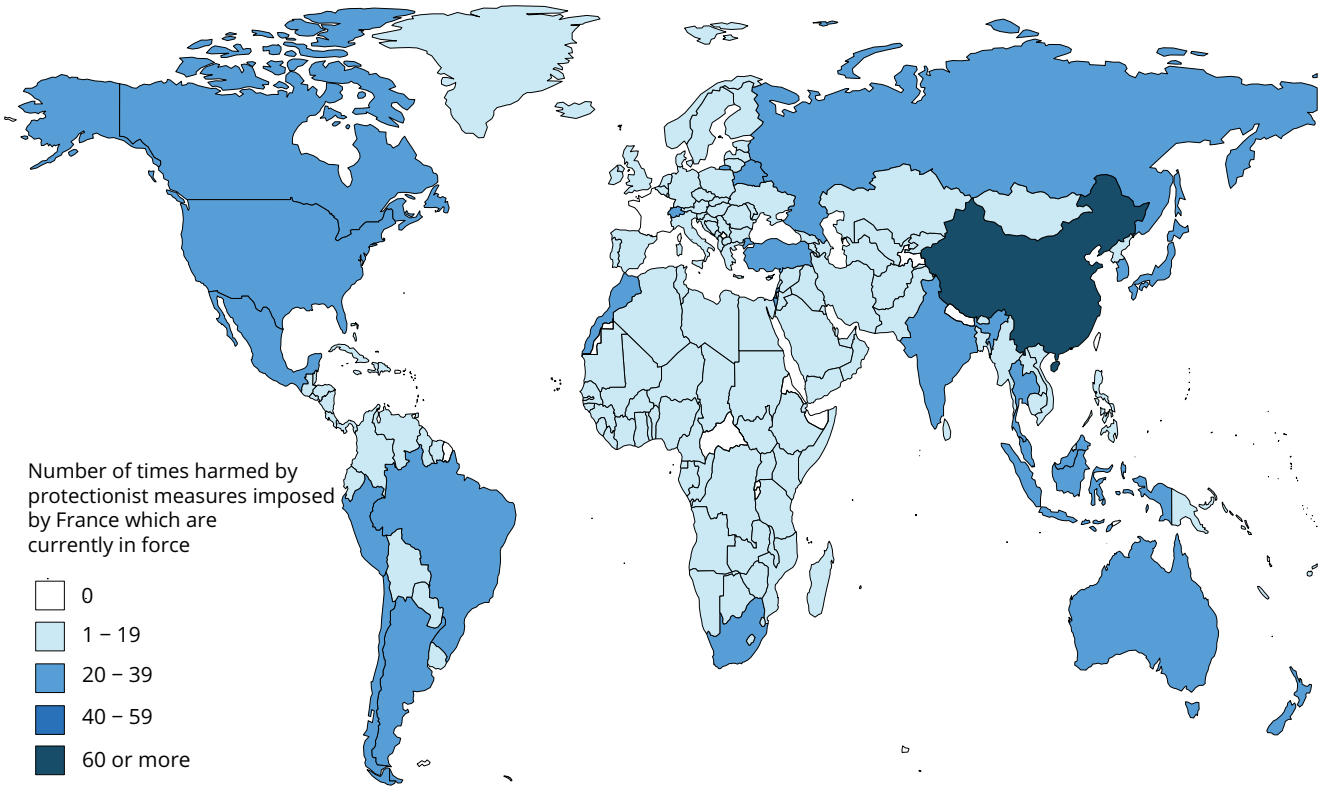 Number of times harmed by
protectionist measures imposed
by France which are
currently in force
0
1 – 19
20 – 39
40 – 59
60 or more